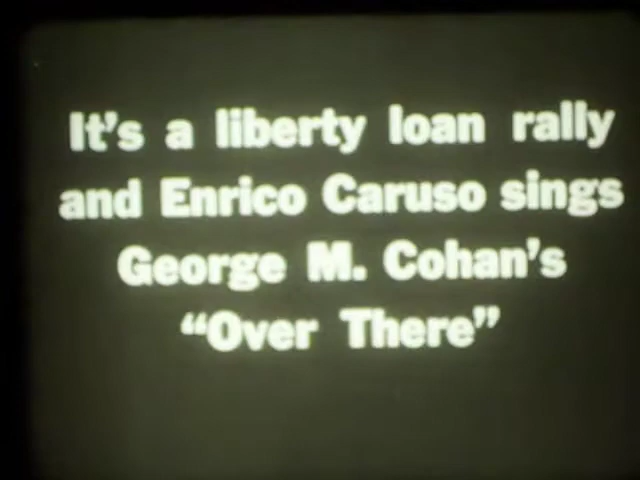 It's a liberty loan rally
and Enrico Caruso sings
George M. Cohan's
“Over There”